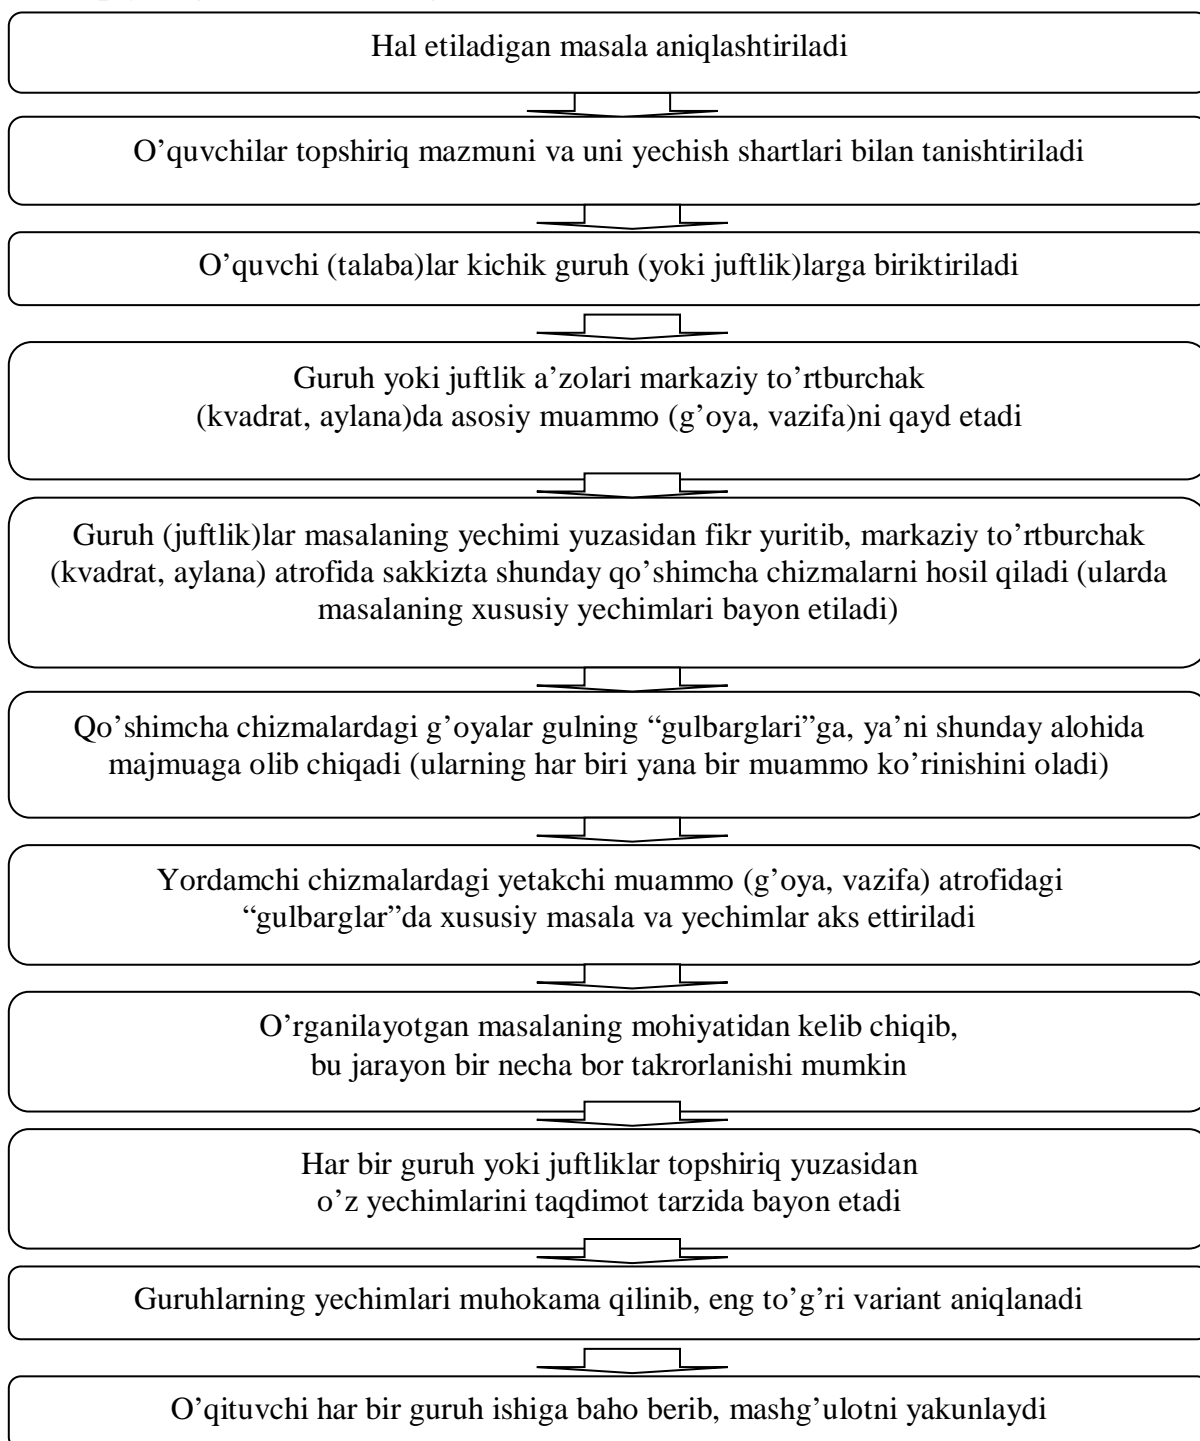 Hal etiladigan masala aniqlashtiriladi
O’quvchilar topshiriq mazmuni va uni yechish shartlari bilan tanishtiriladi
O’quvchi (talaba)lar kichik guruh (yoki juftlik)larga biriktiriladi
Guruh yoki juftlik a’zolari markaziy to’rtburchak
(kvadrat, aylana)da asosiy muammo (g’oya, vazifa)ni qayd etadi
Guruh (juftlik)lar masalaning yechimi yuzasidan fikr yuritib, markaziy to’rtburchak
(kvadrat, aylana) atrofida sakkizta shunday qo’shimcha chizmalarni hosil qiladi (ularda
masalaning xususiy yechimlari bayon etiladi)
Qo’shimcha chizmalardagi g’oyalar gulning “gulbarglari”ga, ya’ni shunday alohida
majmuaga olib chiqadi (ularning har biri yana bir muammo ko’rinishini oladi)
Yordamchi chizmalardagi yetakchi muammo (g’oya, vazifa) atrofidagi
“gulbarglar”da xususiy masala va yechimlar aks ettiriladi
O’rganilayotgan masalaning mohiyatidan kelib chiqib,
bu jarayon bir necha bor takrorlanishi mumkin
Har bir guruh yoki juftliklar topshiriq yuzasidan
o’z yechimlarini taqdimot tarzida bayon etadi
Guruhlarning yechimlari muhokama qilinib, eng to’g’ri variant aniqlanadi
O’qituvchi har bir guruh ishiga baho berib, mashg’ulotni yakunlaydi